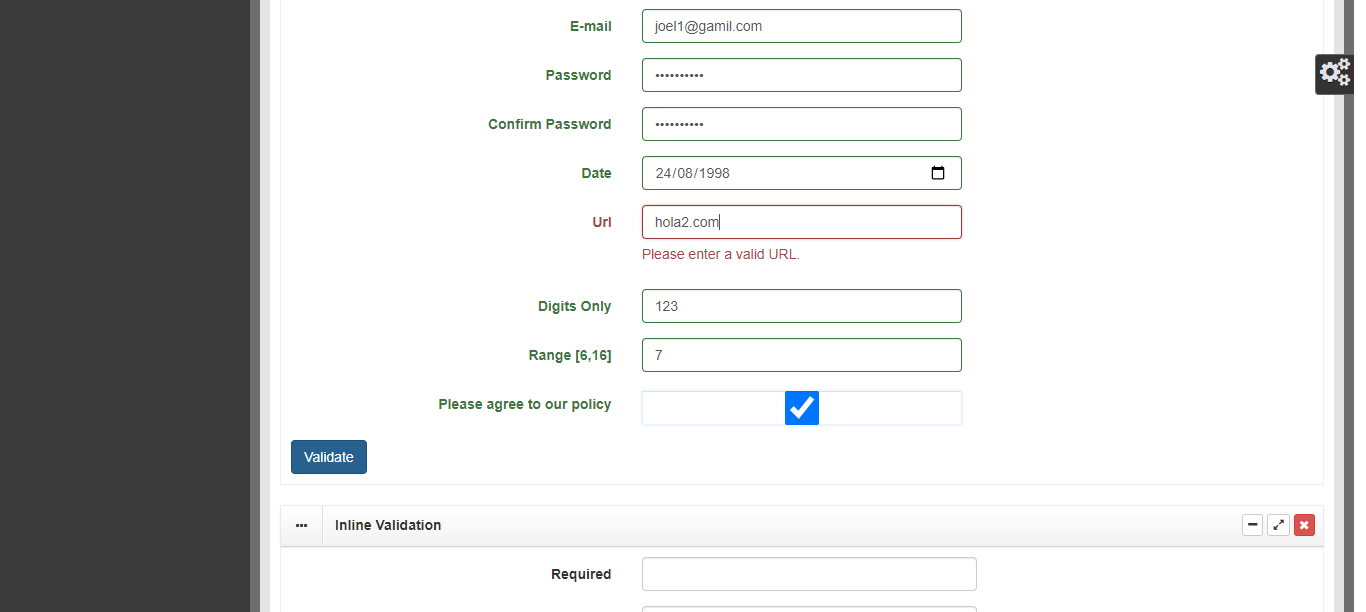 E-mail joel1@gamil.com
Password ••••••••••
Confirm Password ••••••••••
Date 24/08/1998
Url hola2.com
Please enter a valid URL.
Digits Only 123
Range [6,16] 7
Please agree to our policy
Validate
Inline Validation
Required